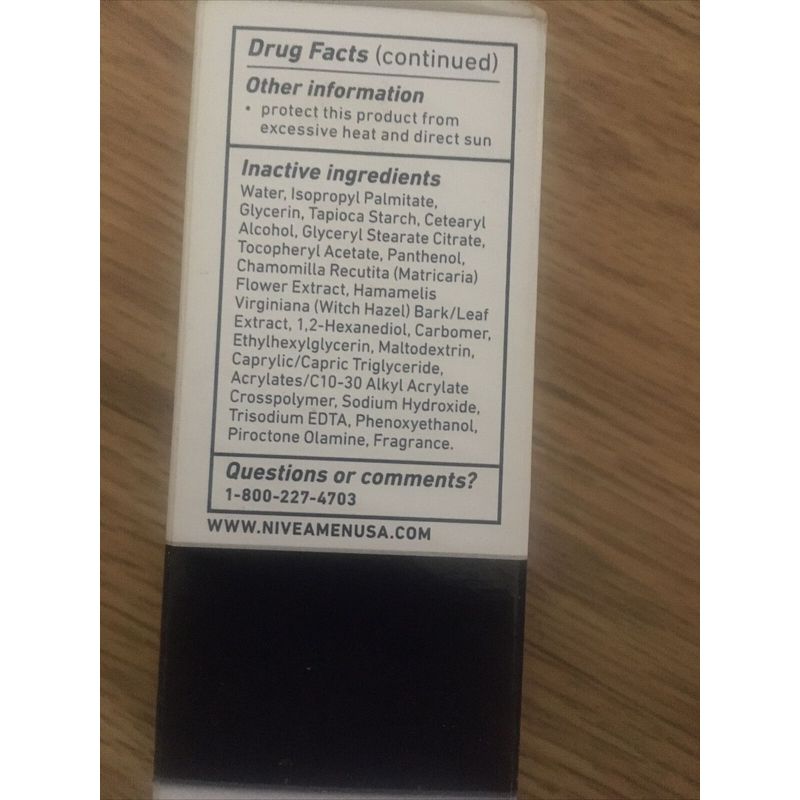 Drug Facts (continued)
Other information
• protect this product from
excessive heat and direct sun
Inactive ingredients
Water, Isopropyl Palmitate,
Glycerin, Tapioca Starch, Cetearyl
Alcohol, Glyceryl Stearate Citrate,
Tocopheryl Acetate, Panthenol,
Chamomilla Recutita (Matricaria)
Flower Extract, Hamamelis
Virginiana (Witch Hazel) Bark/Leaf
Extract, 1,2-Hexanediol, Carbomer,
Ethylhexylglycerin, Maltodextrin,
Caprylic/Capric Triglyceride,
Acrylates/C10-30 Alkyl Acrylate
Crosspolymer, Sodium Hydroxide,
Trisodium EDTA, Phenoxyethanol,
Piroctone Olamine, Fragrance.
Questions or comments?
1-800-227-4703
WWW.NIVEAMENUSA.COM